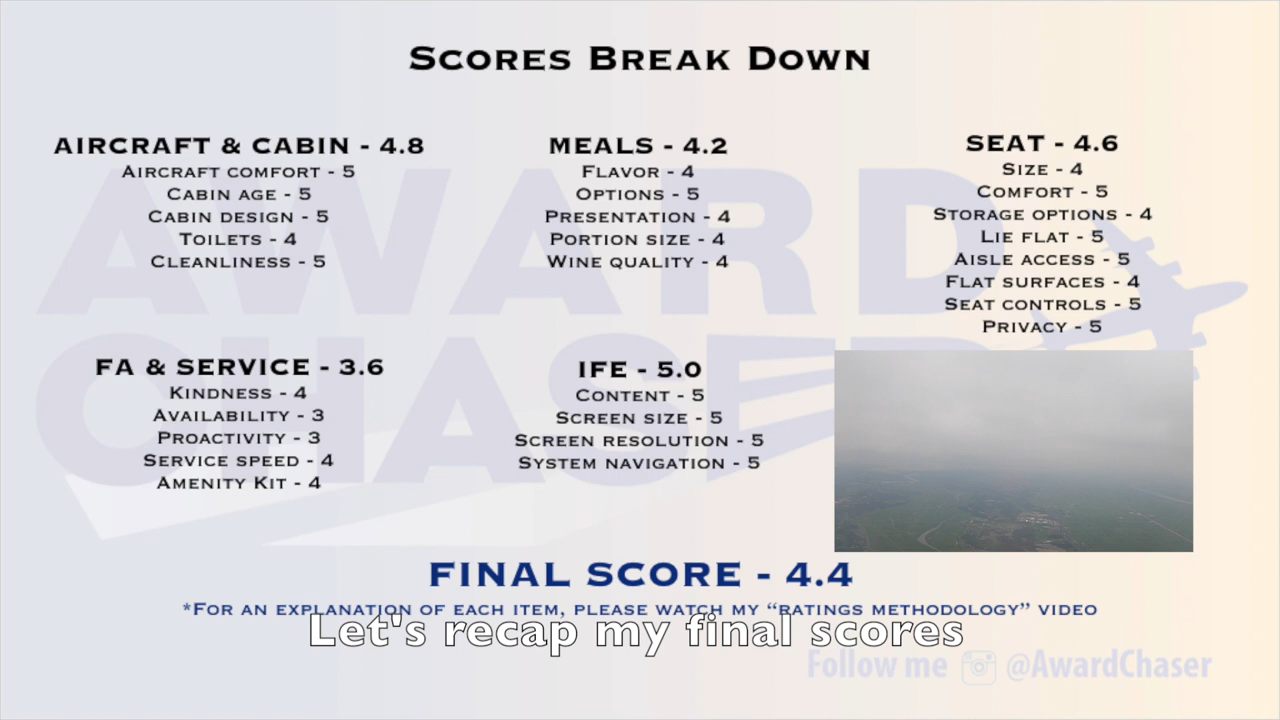 SCORES BREAK DOWN
AIRCRAFT & CABIN - 4.8
AIRCRAFT COMFORT - 5
CABIN AGE - 5
CABIN DESIGN - 5
TOILETS - 4
CLEANLINESS - 5
MEALS - 4.2
FLAVOR - 4
OPTIONS - 5
PRESENTATION - 4
PORTION SIZE - 4
WINE QUALITY - 4
SEAT - 4.6
SIZE - 4
COMFORT - 5
STORAGE OPTIONS - 4
LIE FLAT - 5
AISLE ACCESS - 5
FLAT SURFACES - 4
SEAT CONTROLS - 5
PRIVACY - 5
FA & SERVICE - 3.6
KINDNESS - 4
AVAILABILITY - 3
PROACTIVITY - 3
SERVICE SPEED - 4
AMENITY KIT - 4
IFE - 5.0
CONTENT - 5
SCREEN SIZE - 5
SCREEN RESOLUTION - 5
SYSTEM NAVIGATION - 5
FINAL SCORE - 4.4
*FOR AN EXPLANATION OF EACH ITEM, PLEASE WATCH MY “RATINGS METHODOLOGY” VIDEO
Let's recap my final scores
Follow me @AwardChaser
AWARD
CHASER